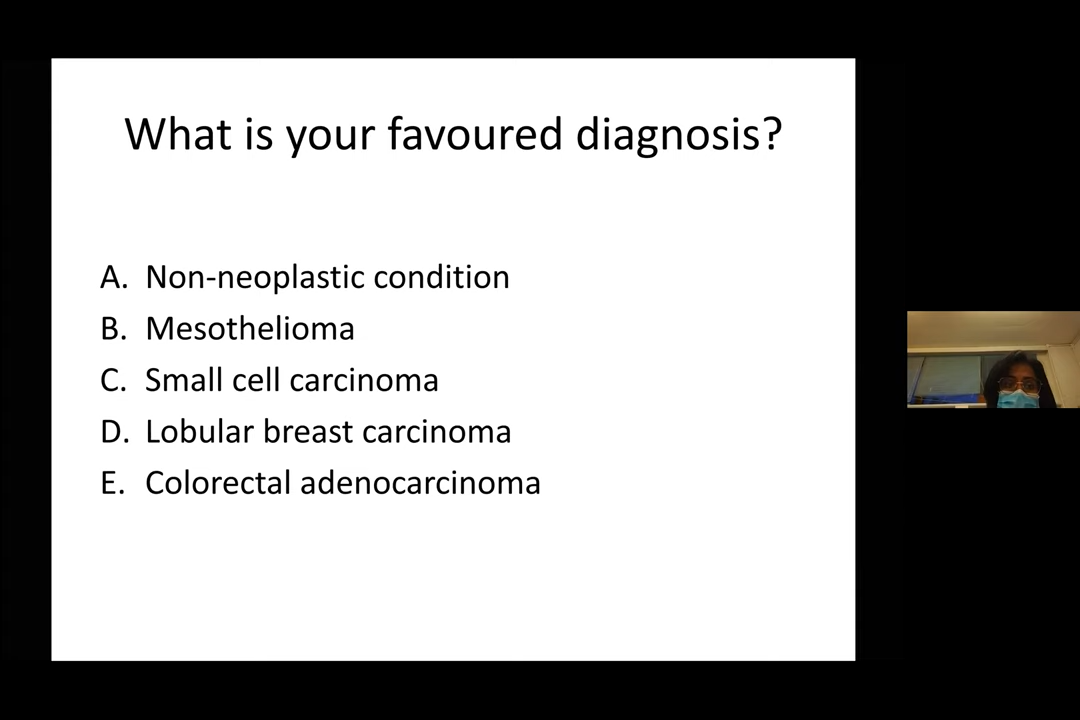 What is your favoured diagnosis?
A. Non-neoplastic condition
B. Mesothelioma
C. Small cell carcinoma
D. Lobular breast carcinoma
E. Colorectal adenocarcinoma